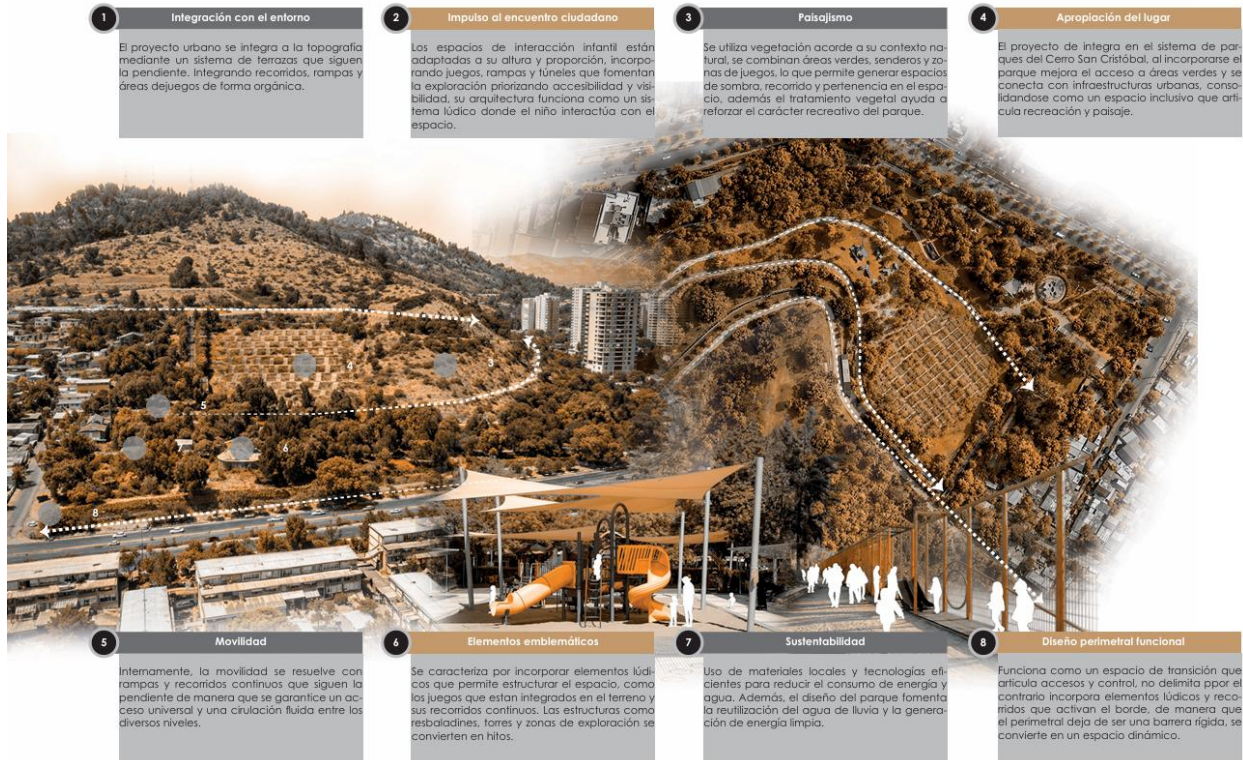 1
Integración con el entorno
El proyecto urbano se integra a la topografía
mediante un sistema de terrazas que siguen
la pendiente. Integrando recorridos, rampas y
áreas dejuegos de forma orgánica.
2
Impulso al encuentro ciudadano
Los espacios de interacción infantil están
adaptadas a su altura y proporción, incorpo-
rando juegos, rampas y túneles que fomentan
la exploración priorizando accesibilidad y visi-
bilidad, su arquitectura funciona como un sis-
tema lúdico donde el niño interactúa con el
espacio.
3
Paisajismo
Se utiliza vegetación acorde a su contexto na-
tural, se combinan áreas verdes, senderos y zo-
nas de juegos, lo que permite generar espacios
de sombra, recorrido y pertenencia en el espa-
cio, además el tratamiento vegetal ayuda a
reforzar el carácter recreativo del parque.
4
Apropiación del lugar
El proyecto de integra en el sistema de par-
ques del Cerro San Cristóbal, al incorporarse el
parque mejora el acceso a áreas verdes y se
conecta con infraestructuras urbanas, conso-
lidandose como un espacio inclusivo que arti-
cula recreación y paisaje.
4
3
5
6
8
5
Movilidad
Internamente, la movilidad se resuelve con
rampas y recorridos continuos que siguen la
pendiente de manera que se garantice un ac-
ceso universal y una cirulación fluida entre los
diversos niveles.
6
Elementos emblemáticos
Se caracteriza por incorporar elementos lúdi-
cos que permite estructurar el espacio, como
los juegos que estan integrados en el terreno y
sus recorridos continuos. Las estructuras como
resbaladines, torres y zonas de exploración se
convierten en hitos.
7
Sustentabilidad
Uso de materiales locales y tecnologías efi-
cientes para reducir el consumo de energía y
agua. Además, el diseño del parque fomenta
la reutilización del agua de lluvia y la genera-
ción de energía limpia.
8
Diseño perimetral funcional
Funciona como un espacio de transición que
articula accesos y control, no delimita ppor el
contrario incorpora elementos lúdicos y reco-
rridos que activan el borde, de manera que
el perimetral deja de ser una barrera rígida, se
convierte en un espacio dinámico.